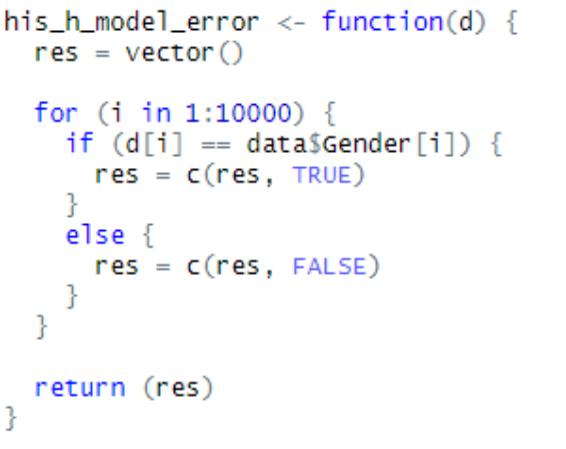 his_h_model_error <- function(d) {
  res = vector()

  for (i in 1:10000) {
    if (d[i] == data$Gender[i]) {
      res = c(res, TRUE)
    }
    else {
      res = c(res, FALSE)
    }
  }

  return (res)
}